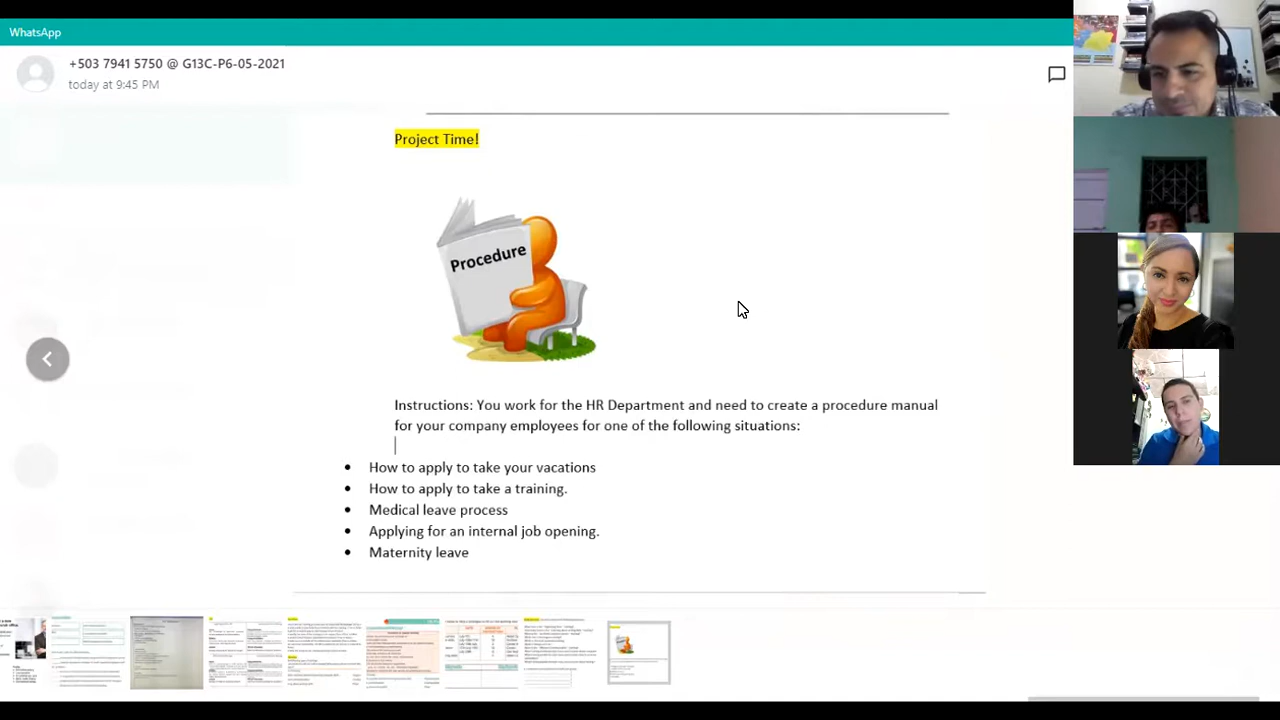 WhatsApp
+503 7941 5750 @ G13C-P6-05-2021
today at 9:45 PM
Project Time!
Procedure
Instructions: You work for the HR Department and need to create a procedure manual
for your company employees for one of the following situations:
• How to apply to take your vacations
• How to apply to take a training.
• Medical leave process
• Applying for an internal job opening.
• Maternity leave